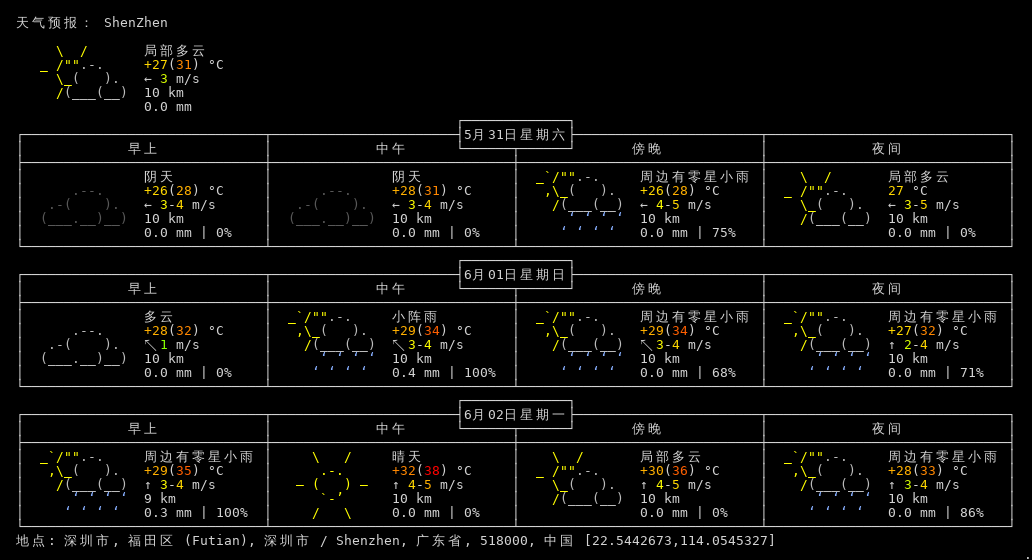 天气预报： ShenZhen
局部多云
+27(31) °C
← 3 m/s
10 km
0.0 mm
5月31日星期六
早上 中午 傍晚 夜间
阴天 阴天 周边有零星小雨 局部多云
+26(28) °C +28(31) °C +26(28) °C 27 °C
← 3-4 m/s ← 3-4 m/s ← 4-5 m/s ← 3-5 m/s
10 km 10 km 10 km 10 km
0.0 mm | 0% 0.0 mm | 0% 0.0 mm | 75% 0.0 mm | 0%
6月01日星期日
早上 中午 傍晚 夜间
多云 小阵雨 周边有零星小雨 周边有零星小雨
+28(32) °C +29(34) °C +29(34) °C +27(32) °C
↖ 1 m/s ↖ 3-4 m/s ↖ 3-4 m/s ↑ 2-4 m/s
10 km 10 km 10 km 10 km
0.0 mm | 0% 0.4 mm | 100% 0.0 mm | 68% 0.0 mm | 71%
6月02日星期一
早上 中午 傍晚 夜间
周边有零星小雨 晴天 局部多云 周边有零星小雨
+29(35) °C +32(38) °C +30(36) °C +28(33) °C
↑ 3-4 m/s ↑ 4-5 m/s ↑ 4-5 m/s ↑ 3-4 m/s
9 km 10 km 10 km 10 km
0.3 mm | 100% 0.0 mm | 0% 0.0 mm | 0% 0.0 mm | 86%
地点: 深圳市, 福田区 (Futian), 深圳市 / Shenzhen, 广东省, 518000, 中国 [22.5442673,114.0545327]